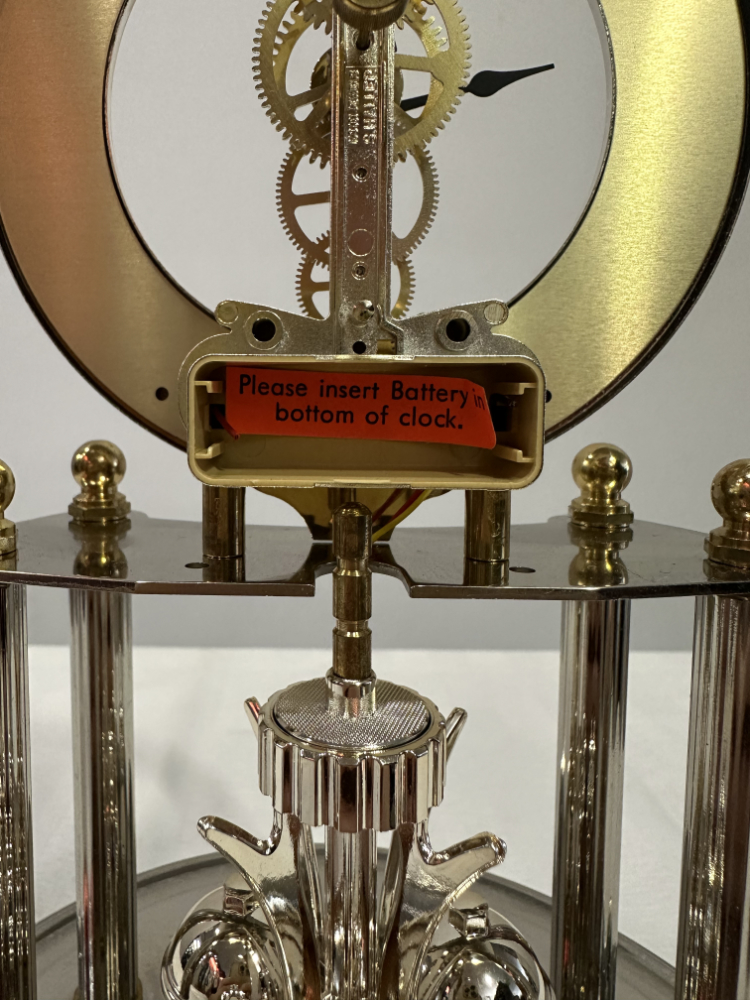 Please insert Battery in
bottom of clock.